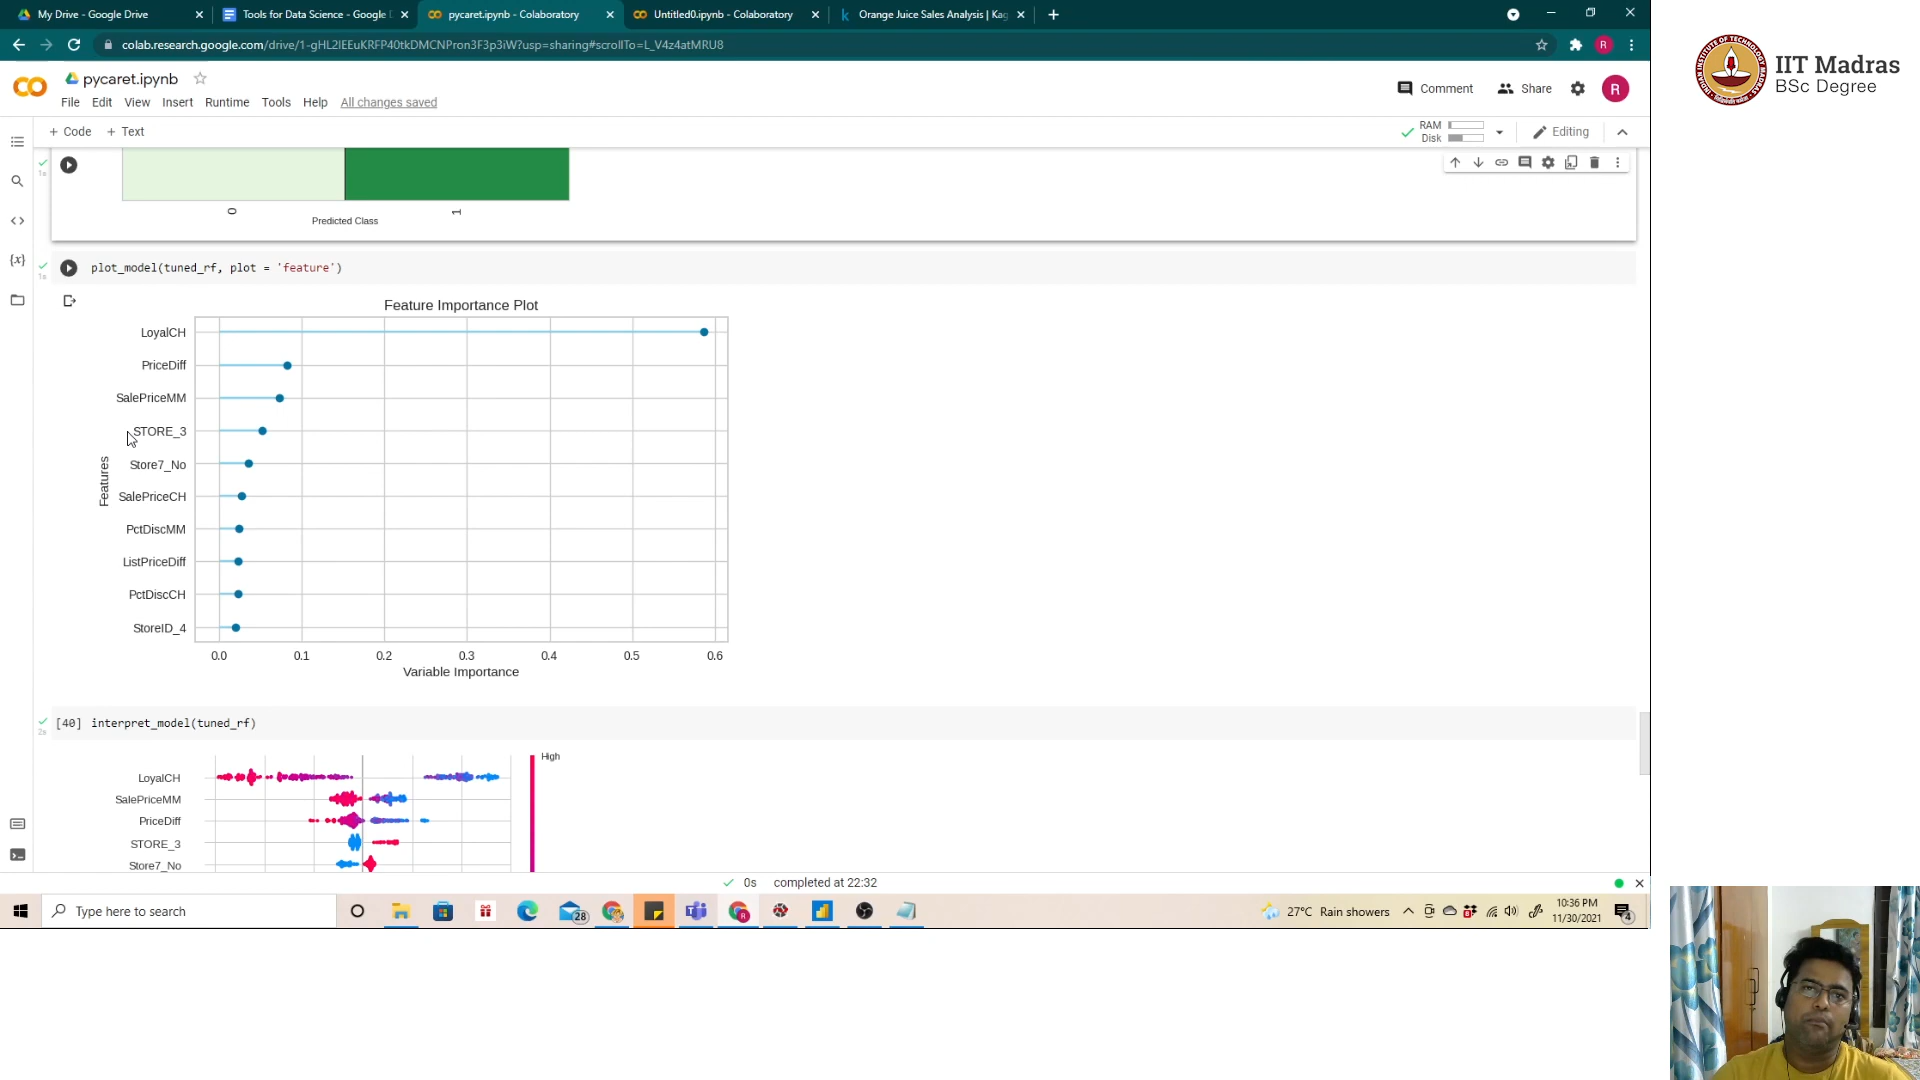 My Drive - Google Drive
Tools for Data Science - Google D
pycaret.ipynb - Colaboratory
Untitled0.ipynb - Colaboratory
Orange Juice Sales Analysis | Kag
colab.research.google.com/drive/1-gHL2lEEuKRFP40tkDMCNPron3F3p3iW?usp=sharing#scrollTo=L_V4z4atMRU8
R
IIT Madras
BSc Degree
pycaret.ipynb
File Edit View Insert Runtime Tools Help All changes saved
Comment
Share
R
+ Code + Text
RAM
Disk
Editing
1s
0
1
Predicted Class
1s
plot_model(tuned_rf, plot = 'feature')
Feature Importance Plot
LoyalCH
PriceDiff
SalePriceMM
STORE_3
Store7_No
SalePriceCH
PctDiscMM
ListPriceDiff
PctDiscCH
StoreID_4
Features
0.0 0.1 0.2 0.3 0.4 0.5 0.6
Variable Importance
2s
[40] interpret_model(tuned_rf)
High
LoyalCH
SalePriceMM
PriceDiff
STORE_3
Store7_No
0s completed at 22:32
Type here to search
28
27°C Rain showers
10:36 PM
11/30/2021
4